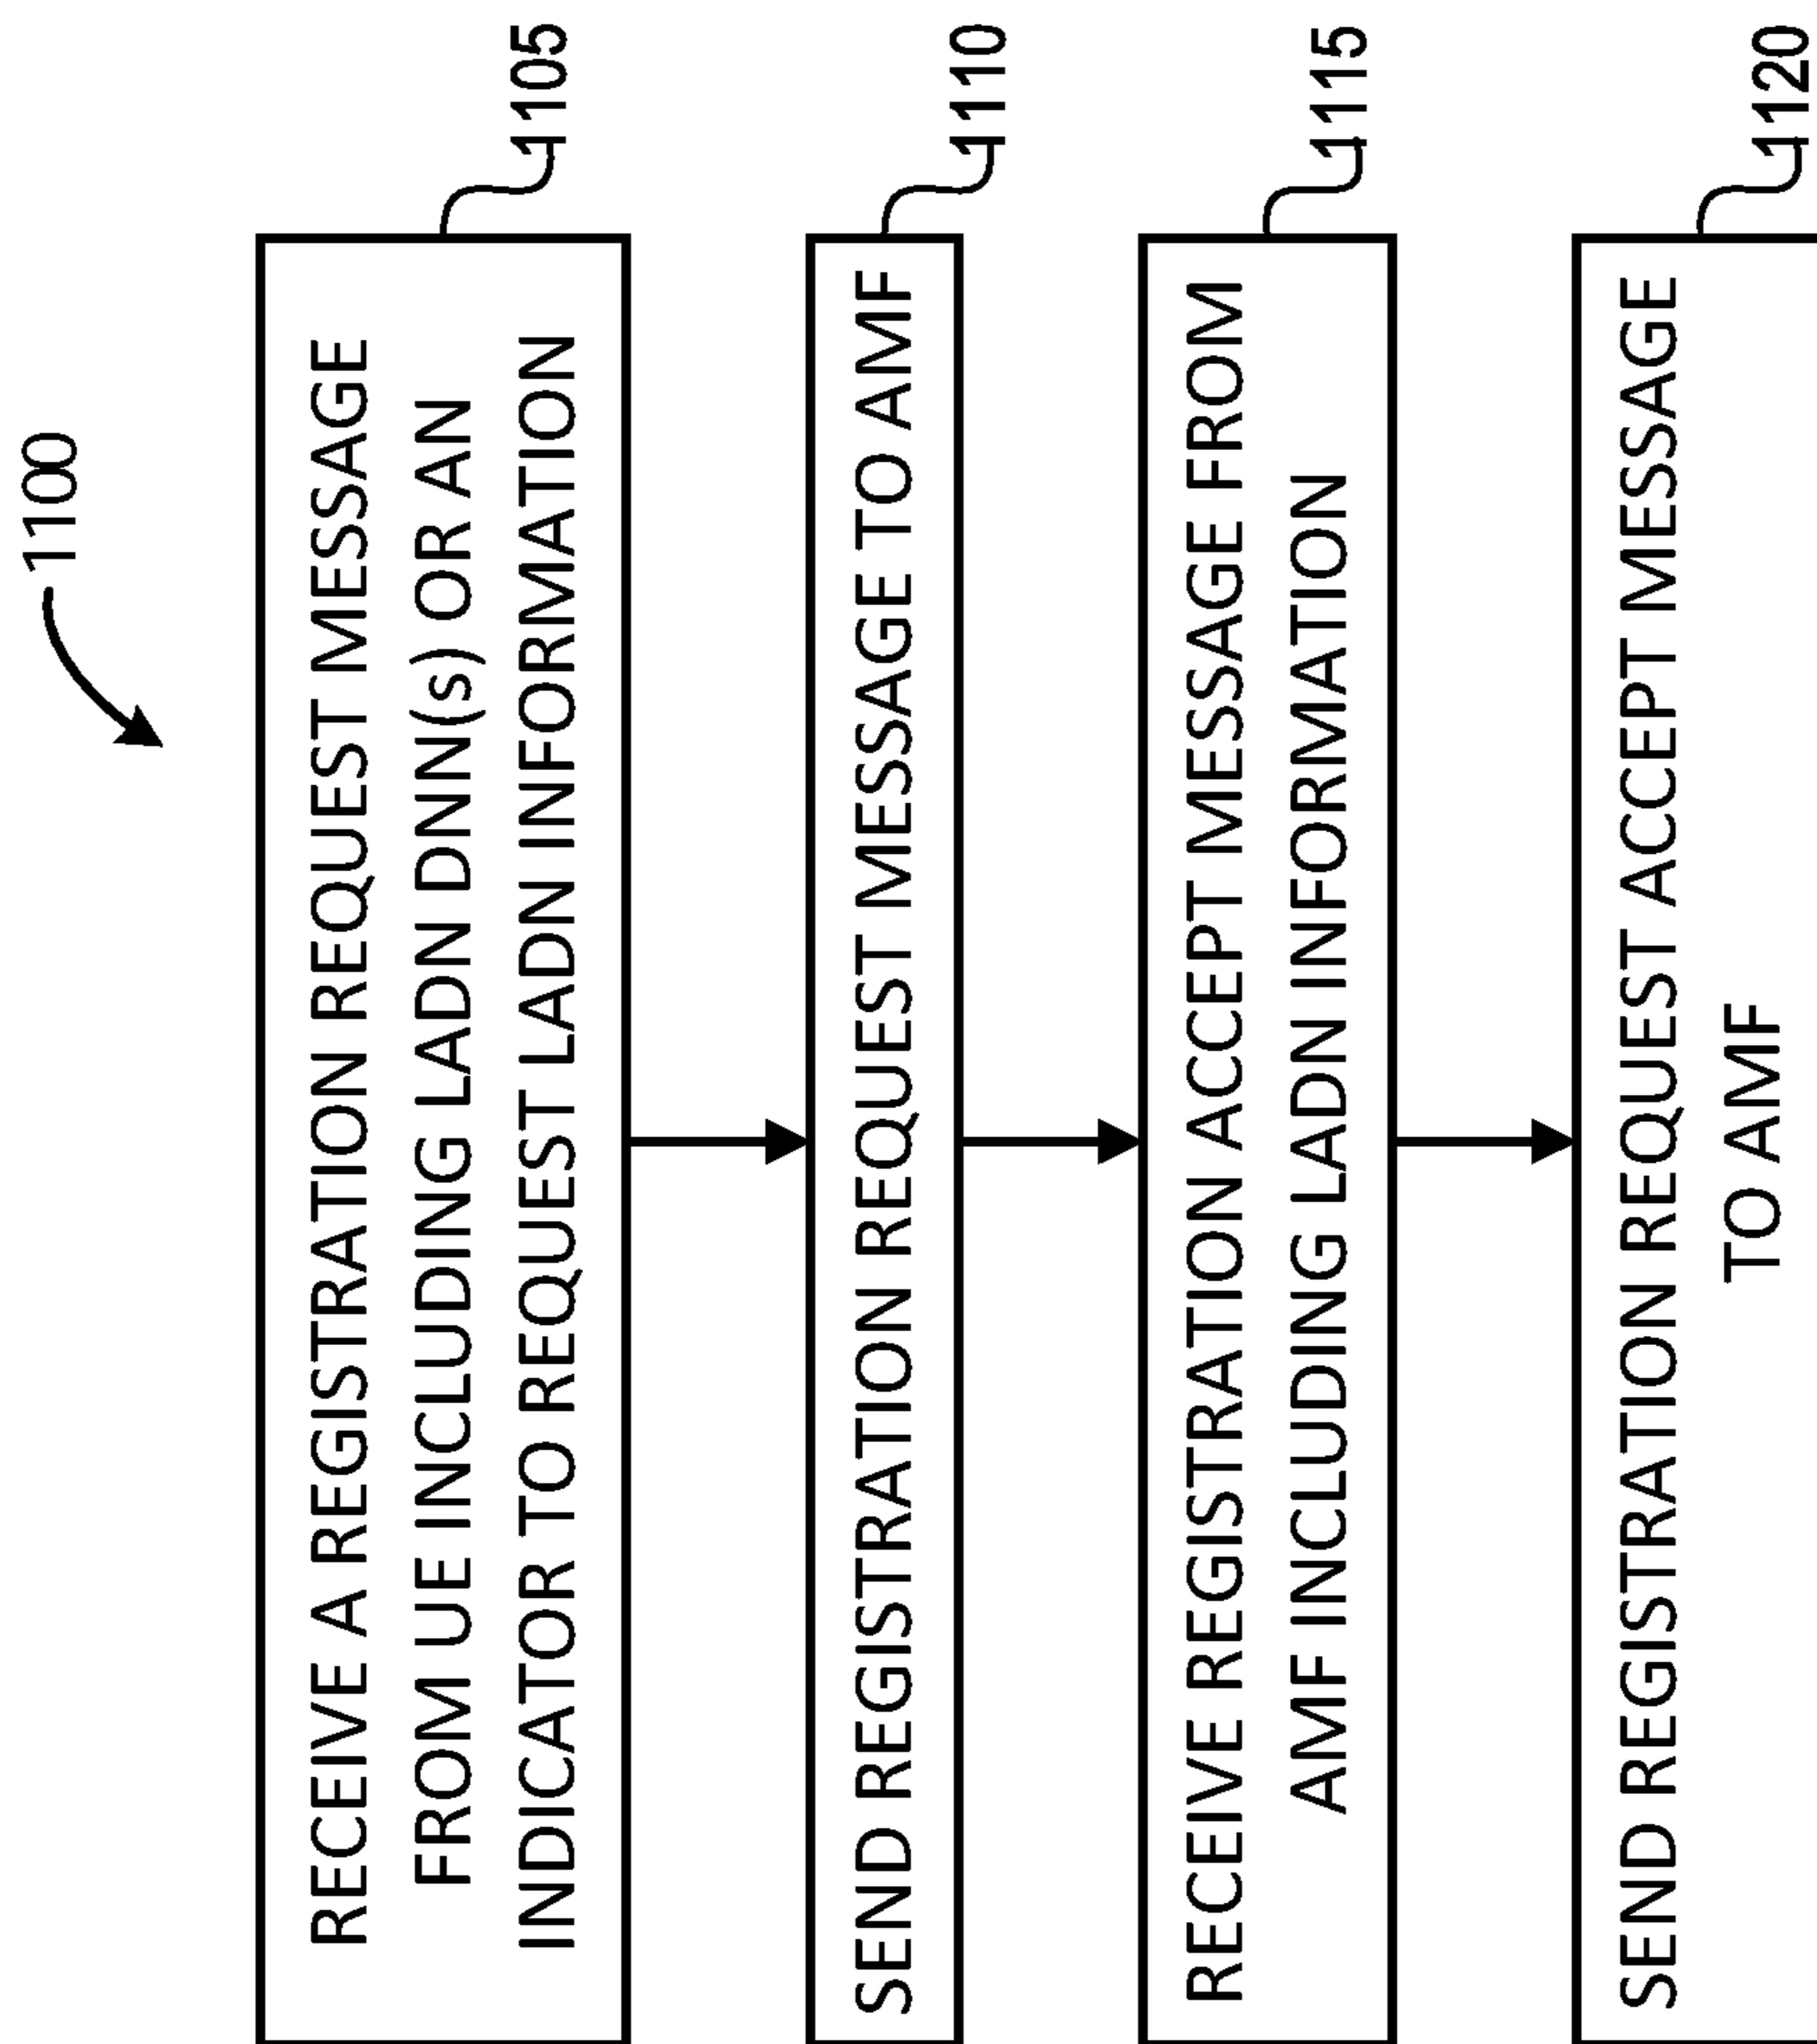 1100
RECEIVE A REGISTRATION REQUEST MESSAGE
FROM UE INCLUDING LADN DNN(s) OR AN
INDICATOR TO REQUEST LADN INFORMATION
1105
SEND REGISTRATION REQUEST MESSAGE TO AMF
1110
RECEIVE REGISTRATION ACCEPT MESSAGE FROM
AMF INCLUDING LADN INFORMATION
1115
SEND REGISTRATION REQUEST ACCEPT MESSAGE
TO AMF
1120